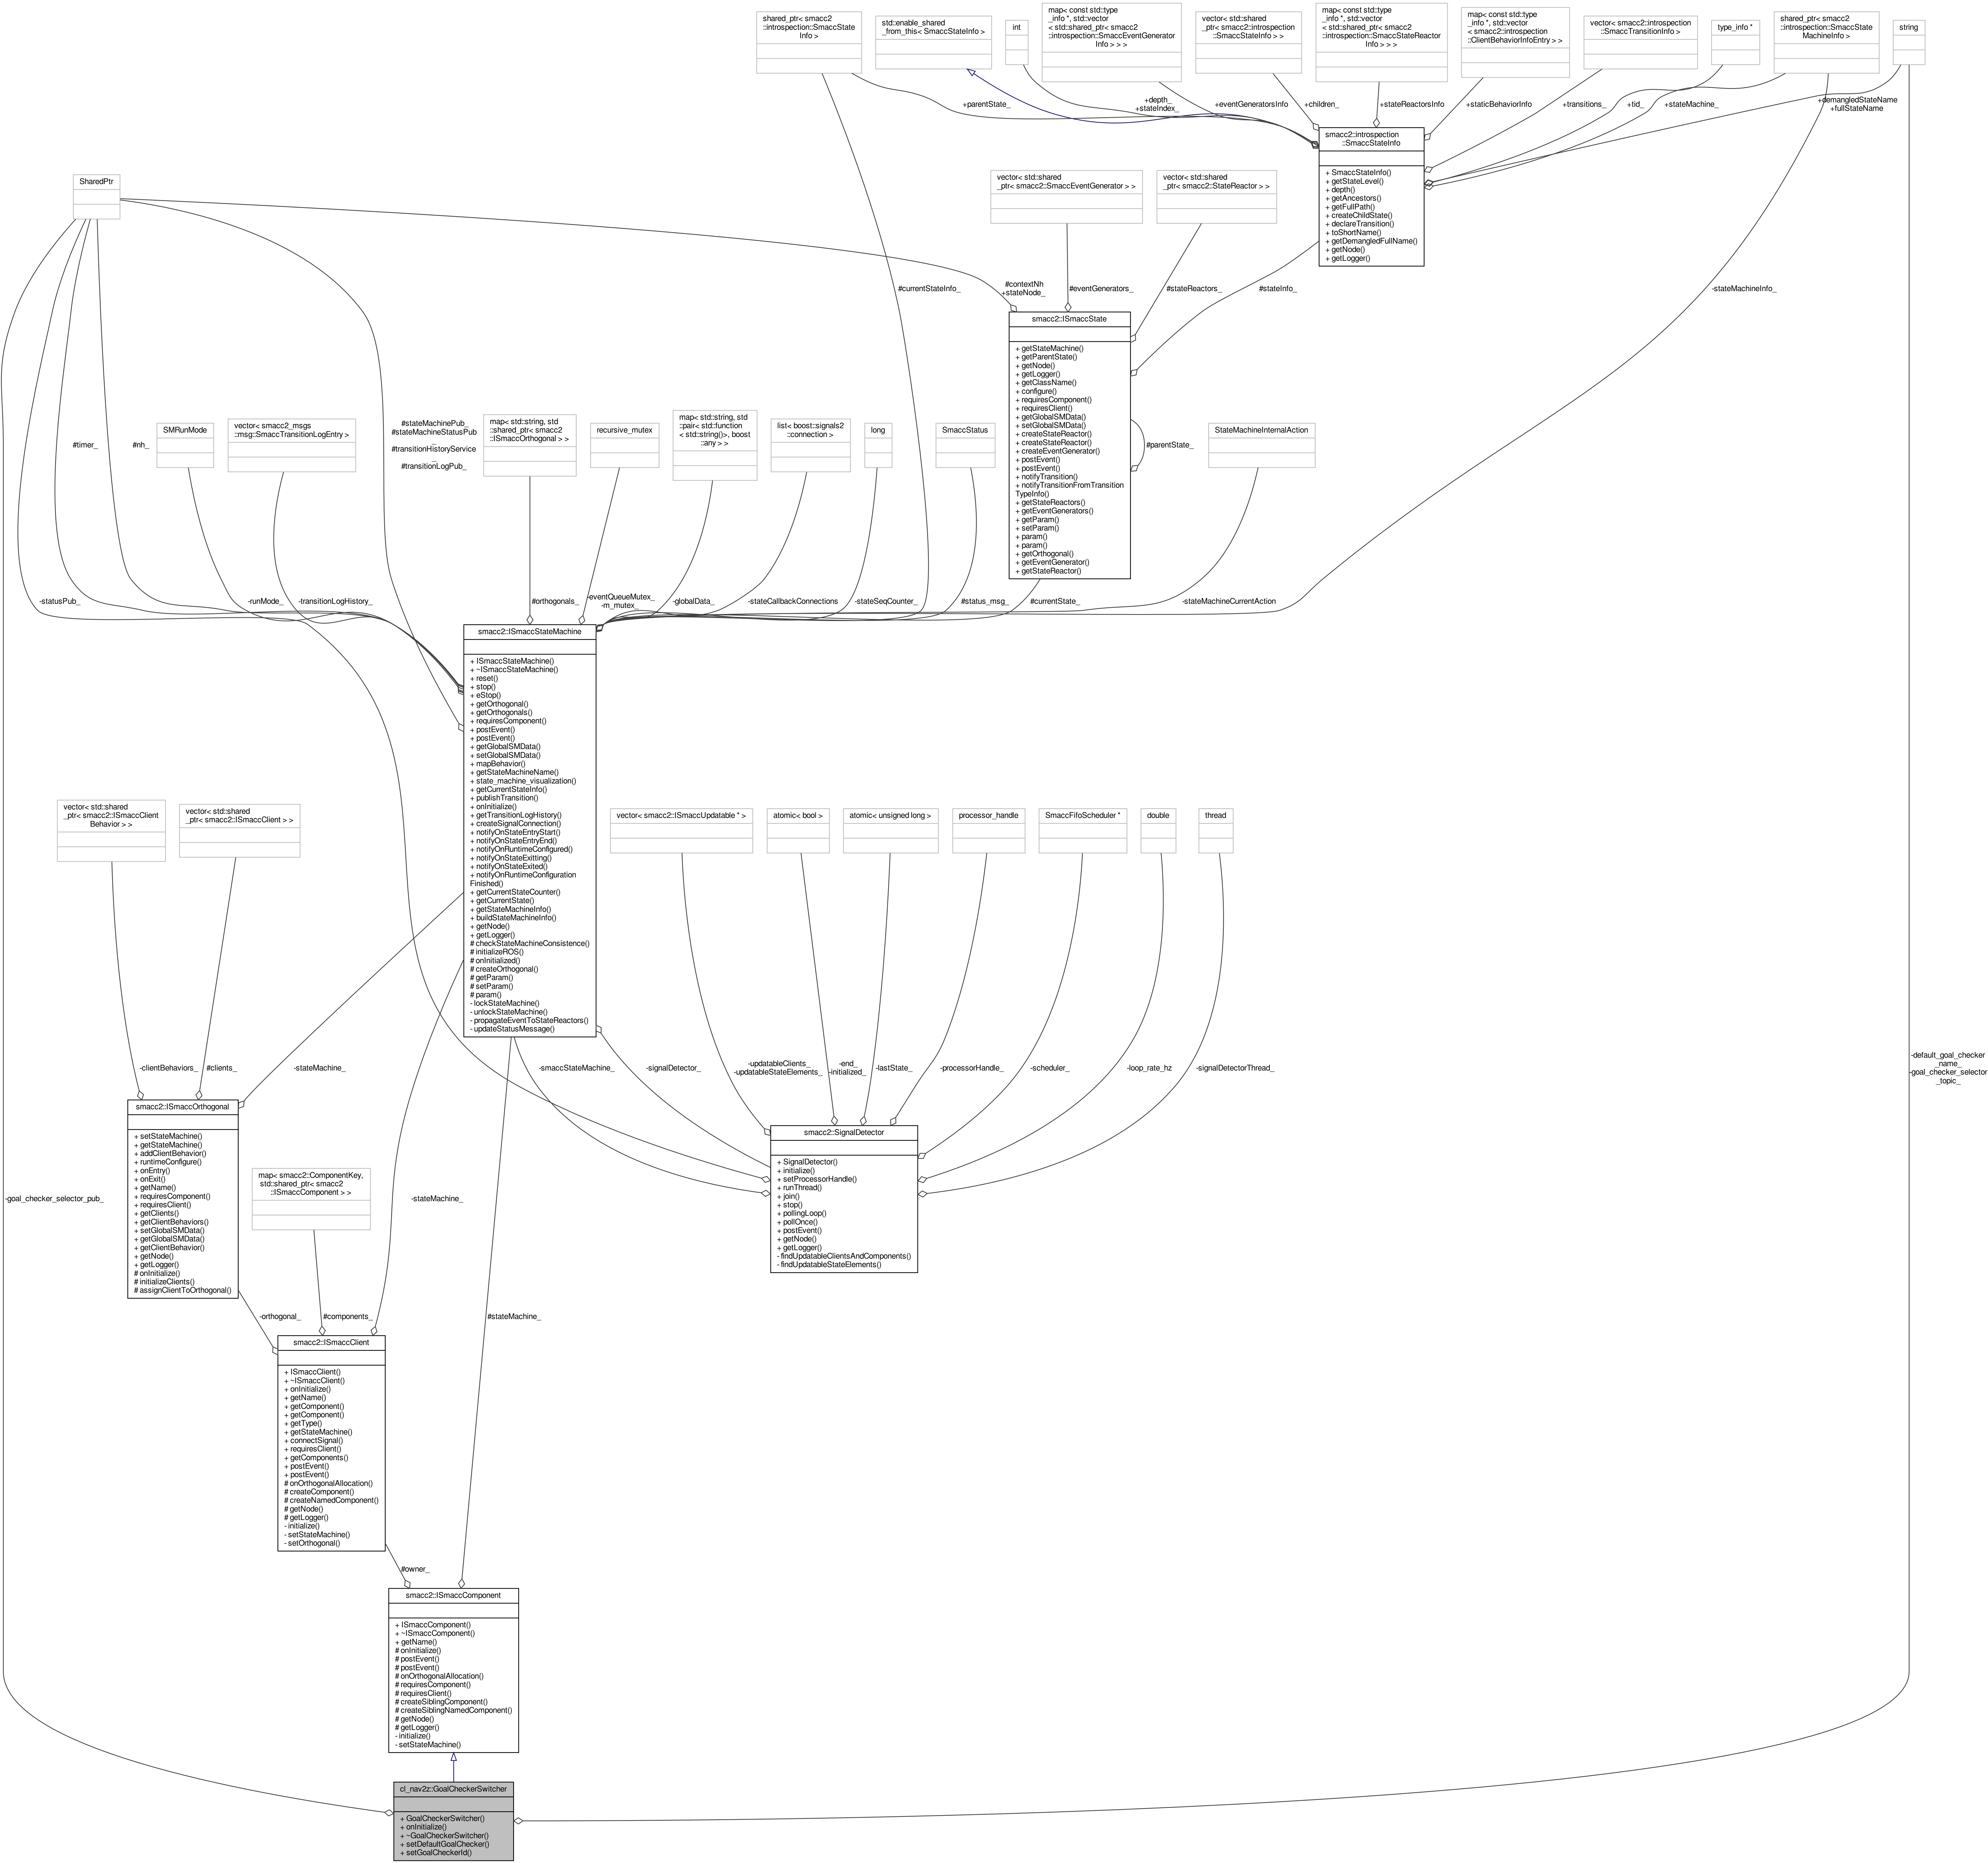 shared_ptr< smacc2
::introspection::SmaccState
Info >
std::enable_shared
_from_this< SmaccStateInfo >
int
map< const std::type
_info *, std::vector
< std::shared_ptr< smacc2
::introspection::SmaccEventGenerator
Info > > >
vector< std::shared
_ptr< smacc2::introspection
::SmaccStateInfo > >
map< const std::type
_info *, std::vector
< std::shared_ptr< smacc2
::introspection::SmaccStateReactor
Info > > >
map< const std::type
_info *, std::vector
< smacc2::introspection
::ClientBehaviorInfoEntry > >
vector< smacc2::introspection
::SmaccTransitionInfo >
type_info *
shared_ptr< smacc2
::introspection::SmaccState
MachineInfo >
string
+parentState_
+depth_
+stateIndex_
+eventGeneratorsInfo
+children_
+stateReactorsInfo
+staticBehaviorInfo
+transitions_
+tid_
+stateMachine_
+demangledStateName
+fullStateName
smacc2::introspection
::SmaccStateInfo
+ SmaccStateInfo()
+ getStateLevel()
+ depth()
+ getAncestors()
+ getFullPath()
+ createChildState()
+ declareTransition()
+ toShortName()
+ getDemangledFullName()
+ getNode()
+ getLogger()
SharedPtr
vector< std::shared
_ptr< smacc2::SmaccEventGenerator > >
vector< std::shared
_ptr< smacc2::StateReactor > >
#currentStateInfo_
#contextNh
+stateNode_
#eventGenerators_
#stateReactors_
#stateInfo_
-stateMachineInfo_
smacc2::ISmaccState
+ getStateMachine()
+ getParentState()
+ getNode()
+ getLogger()
+ getClassName()
+ configure()
+ requiresComponent()
+ requiresClient()
+ getGlobalSMData()
+ setGlobalSMData()
+ createStateReactor()
+ createStateReactor()
+ createEventGenerator()
+ postEvent()
+ postEvent()
+ notifyTransition()
+ notifyTransitionFromTransition
TypeInfo()
+ getStateReactors()
+ getEventGenerators()
+ getParam()
+ setParam()
+ param()
+ param()
+ getOrthogonal()
+ getEventGenerator()
+ getStateReactor()
#parentState_
#timer_
#nh_
SMRunMode
vector< smacc2_msgs
::msg::SmaccTransitionLogEntry >
#stateMachinePub_
#stateMachineStatusPub
_
#transitionHistoryService
_
#transitionLogPub_
map< std::string, std
::shared_ptr< smacc2
::ISmaccOrthogonal > >
recursive_mutex
map< std::string, std
::pair< std::function
< std::string()>, boost
::any > >
list< boost::signals2
::connection >
long
SmaccStatus
StateMachineInternalAction
-statusPub_
-runMode_
-transitionLogHistory_
#orthogonals_
-eventQueueMutex_
-m_mutex_
-globalData_
-stateCallbackConnections
-stateSeqCounter_
#status_msg_
#currentState_
-stateMachineCurrentAction
smacc2::ISmaccStateMachine
+ ISmaccStateMachine()
+ ~ISmaccStateMachine()
+ reset()
+ stop()
+ eStop()
+ getOrthogonal()
+ getOrthogonals()
+ requiresComponent()
+ postEvent()
+ postEvent()
+ getGlobalSMData()
+ setGlobalSMData()
+ mapBehavior()
+ getStateMachineName()
+ state_machine_visualization()
+ getCurrentStateInfo()
+ publishTransition()
+ onInitialize()
+ getTransitionLogHistory()
+ createSignalConnection()
+ notifyOnStateEntryStart()
+ notifyOnStateEntryEnd()
+ notifyOnRuntimeConfigured()
+ notifyOnStateExitting()
+ notifyOnStateExited()
+ notifyOnRuntimeConfiguration
Finished()
+ getCurrentStateCounter()
+ getCurrentState()
+ getStateMachineInfo()
+ buildStateMachineInfo()
+ getNode()
+ getLogger()
# checkStateMachineConsistence()
# initializeROS()
# onInitialized()
# createOrthogonal()
# getParam()
# setParam()
# param()
- lockStateMachine()
- unlockStateMachine()
- propagateEventToStateReactors()
- updateStatusMessage()
vector< std::shared
_ptr< smacc2::ISmaccClient
Behavior > >
vector< std::shared
_ptr< smacc2::ISmaccClient > >
vector< smacc2::ISmaccUpdatable * >
atomic< bool >
atomic< unsigned long >
processor_handle
SmaccFifoScheduler *
double
thread
-clientBehaviors_
#clients_
-stateMachine_
-smaccStateMachine_
-signalDetector_
-updatableClients_
-updatableStateElements_
-end_
-initialized_
-lastState_
-processorHandle_
-scheduler_
-loop_rate_hz
-signalDetectorThread_
-default_goal_checker
_name_
-goal_checker_selector
_topic_
smacc2::ISmaccOrthogonal
+ setStateMachine()
+ getStateMachine()
+ addClientBehavior()
+ runtimeConfigure()
+ onEntry()
+ onExit()
+ getName()
+ requiresComponent()
+ requiresClient()
+ getClients()
+ getClientBehaviors()
+ setGlobalSMData()
+ getGlobalSMData()
+ getClientBehavior()
+ getNode()
+ getLogger()
# onInitialize()
# initializeClients()
# assignClientToOrthogonal()
smacc2::SignalDetector
+ SignalDetector()
+ initialize()
+ setProcessorHandle()
+ runThread()
+ join()
+ stop()
+ pollingLoop()
+ pollOnce()
+ postEvent()
+ getNode()
+ getLogger()
- findUpdatableClientsAndComponents()
- findUpdatableStateElements()
map< smacc2::ComponentKey,
std::shared_ptr< smacc2
::ISmaccComponent > >
-goal_checker_selector_pub_
-stateMachine_
-orthogonal_
#components_
#stateMachine_
smacc2::ISmaccClient
+ ISmaccClient()
+ ~ISmaccClient()
+ onInitialize()
+ getName()
+ getComponent()
+ getComponent()
+ getType()
+ getStateMachine()
+ connectSignal()
+ requiresClient()
+ getComponents()
+ postEvent()
+ postEvent()
# onOrthogonalAllocation()
# createComponent()
# createNamedComponent()
# getNode()
# getLogger()
- initialize()
- setStateMachine()
- setOrthogonal()
#owner_
smacc2::ISmaccComponent
+ ISmaccComponent()
+ ~ISmaccComponent()
+ getName()
# onInitialize()
# postEvent()
# postEvent()
# onOrthogonalAllocation()
# requiresComponent()
# requiresClient()
# createSiblingComponent()
# createSiblingNamedComponent()
# getNode()
# getLogger()
- initialize()
- setStateMachine()
cl_nav2z::GoalCheckerSwitcher
+ GoalCheckerSwitcher()
+ onInitialize()
+ ~GoalCheckerSwitcher()
+ setDefaultGoalChecker()
+ setGoalCheckerId()